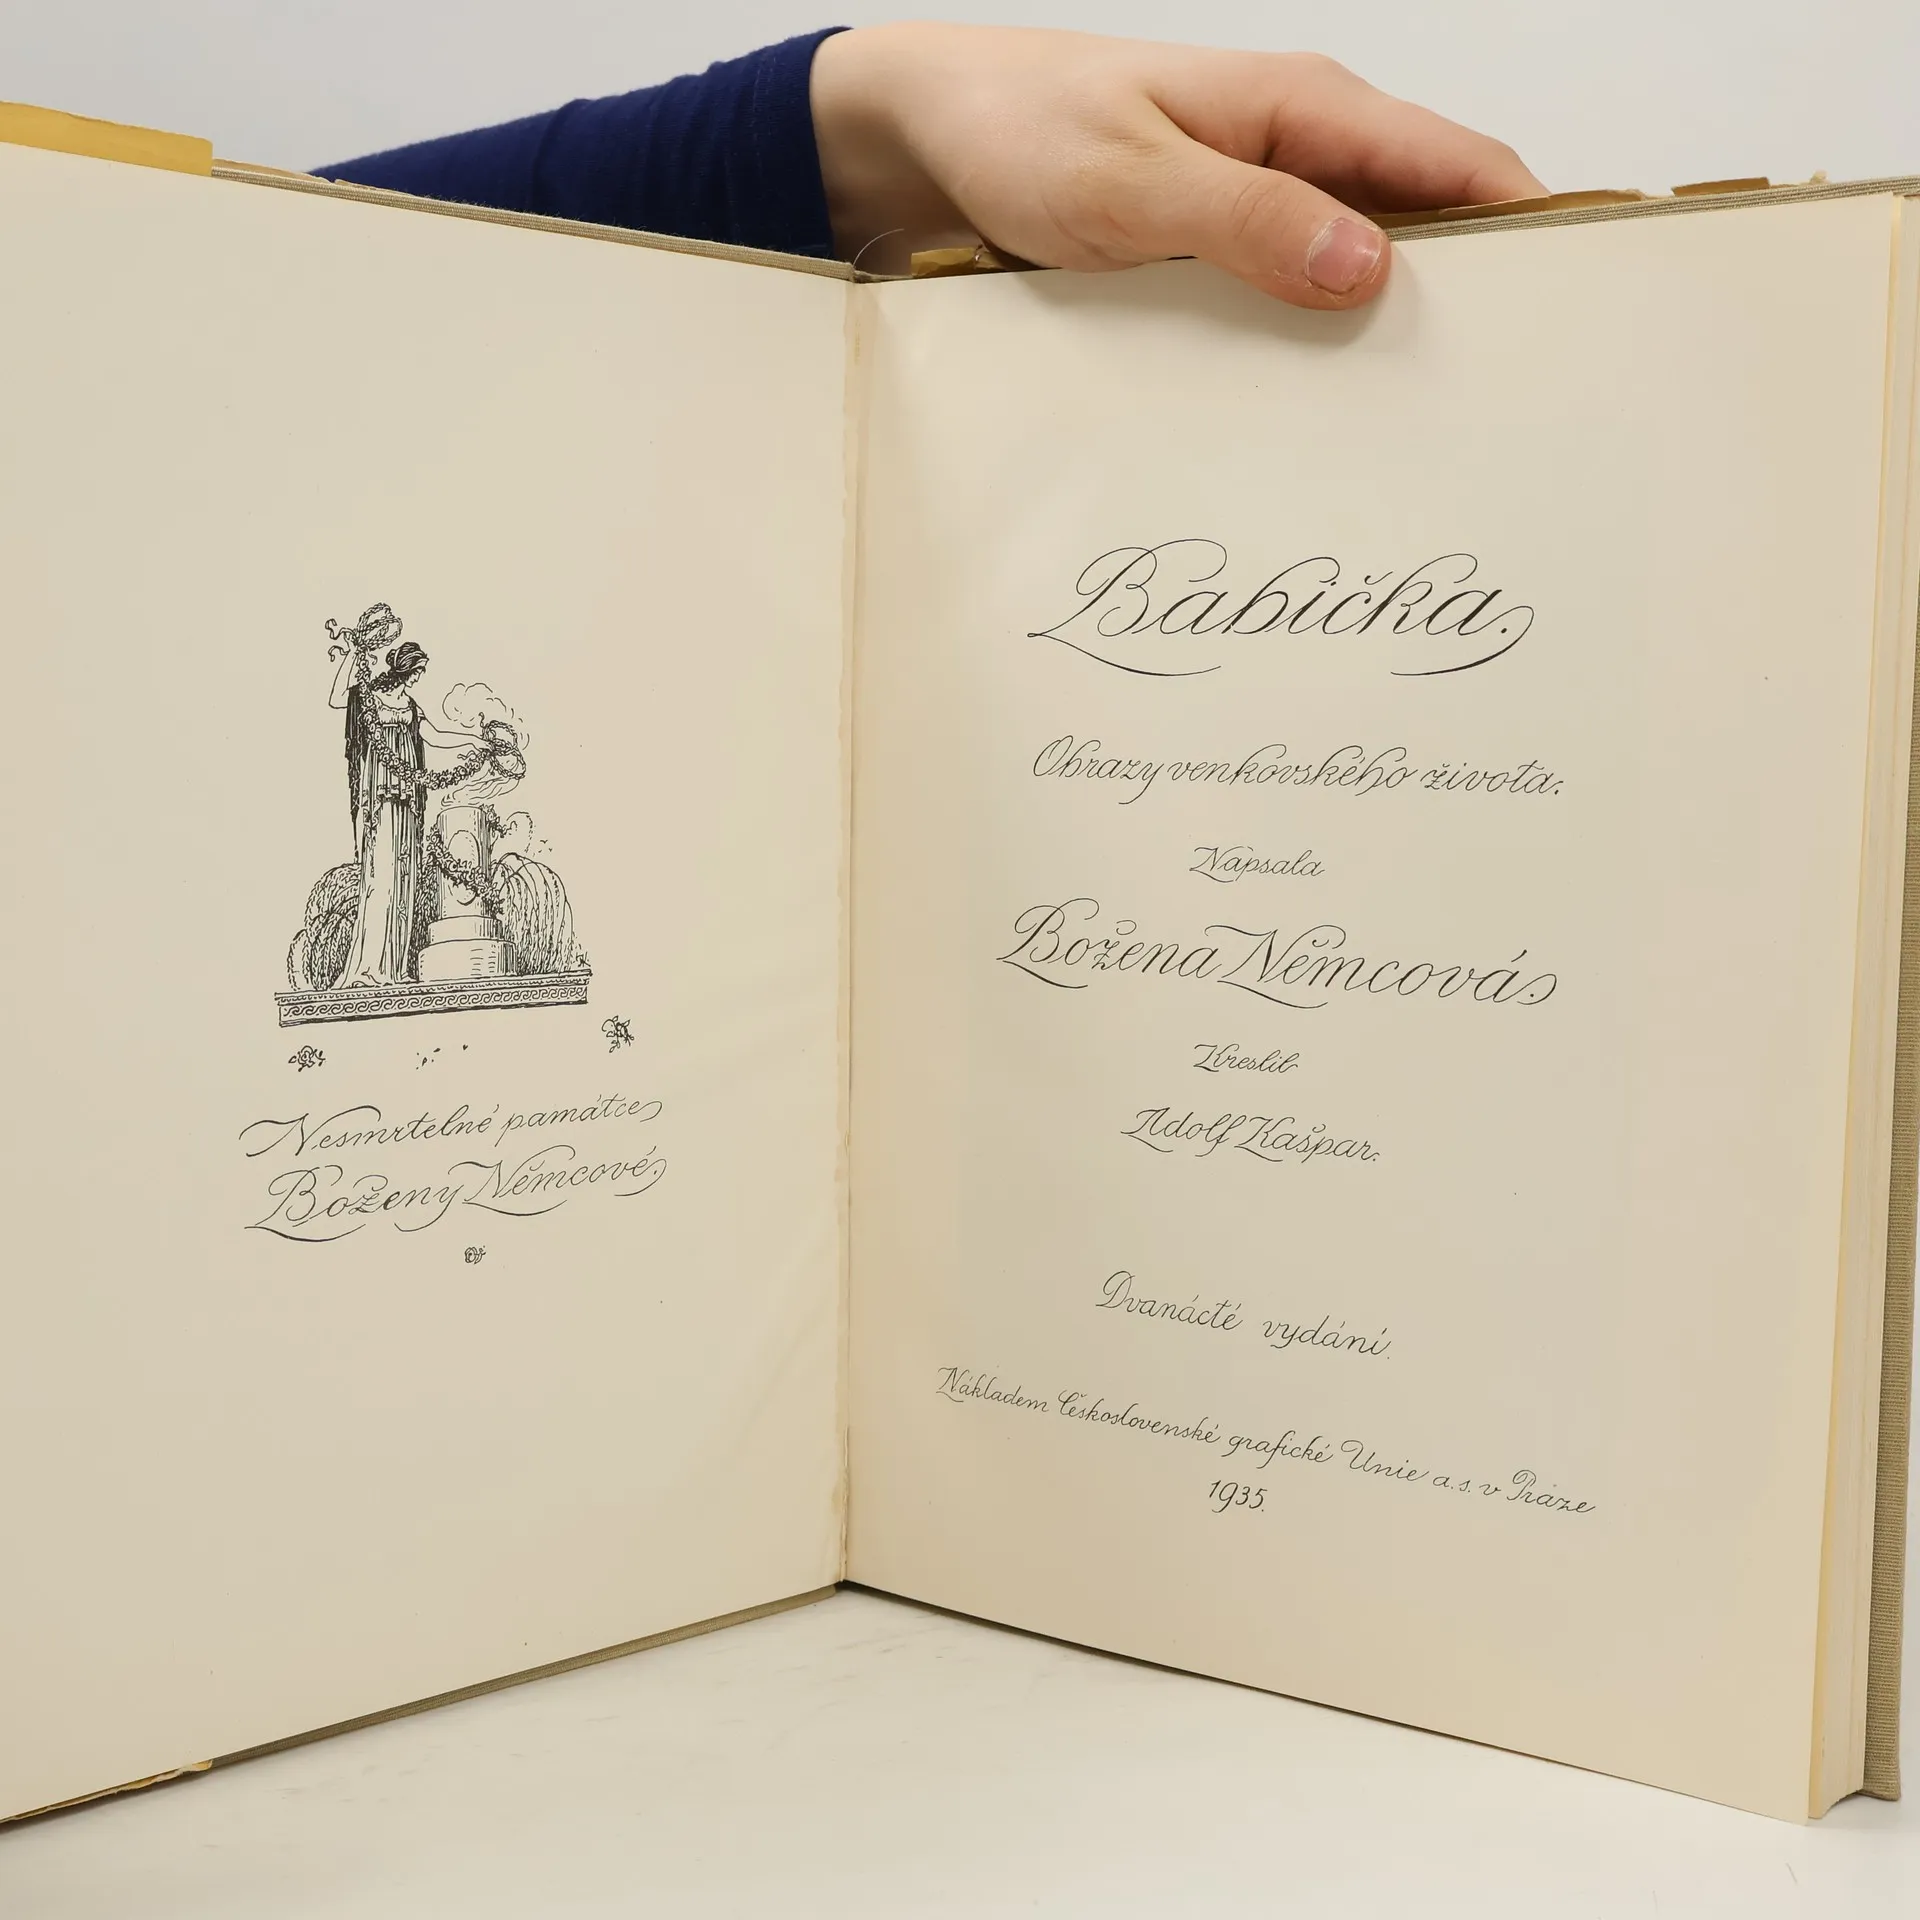 Nesmrtelné památce
Boženy Němcové.
Babička.
Obrazy venkovského života.
Napsala
Božena Němcová.
Kreslil
Adolf Kašpar.
Dvanácté vydání.
Nákladem Československé grafické Unie a.s. v Praze
1935.